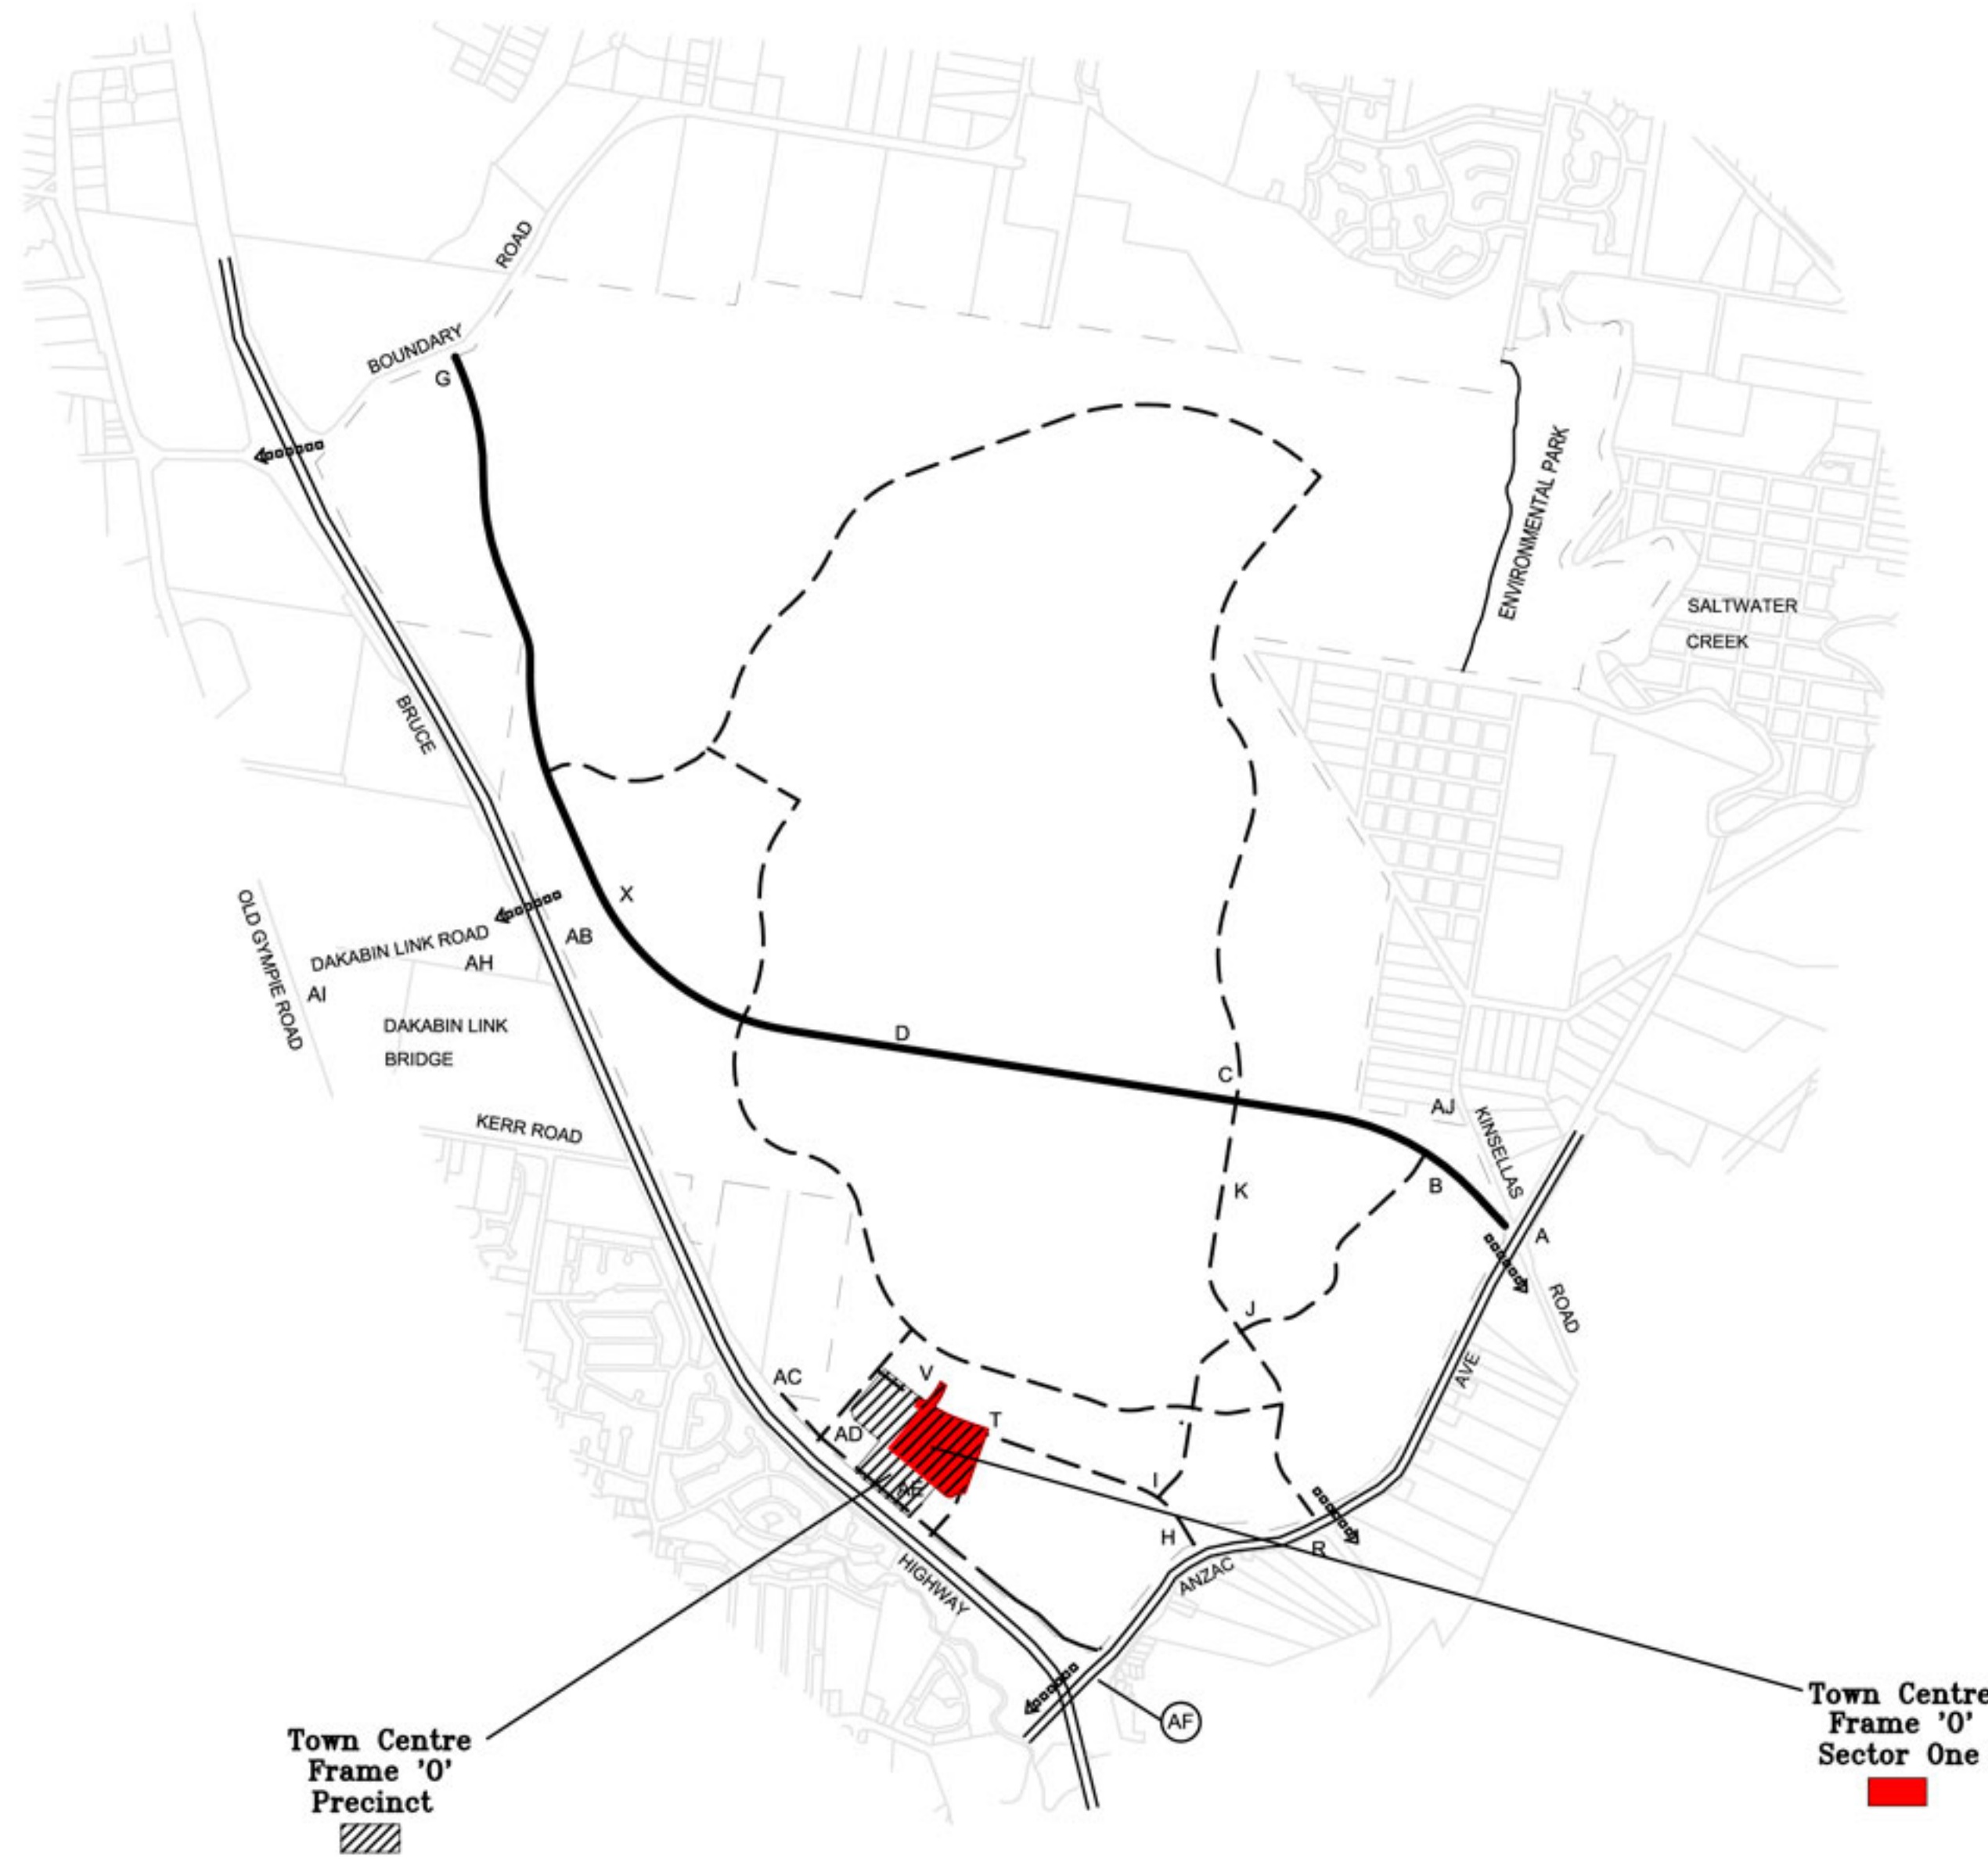 ROAD
BOUNDARY
G
ENVIRONMENTAL PARK
SALTWATER
CREEK
BRUCE
X
OLD GYMPIE ROAD
DAKABIN LINK ROAD
AB
AH
AI
DAKABIN LINK
BRIDGE
D
C
KERR ROAD
AJ
KINSELLAS
B
K
A
J
ROAD
AVE
AC
V
T
AD
I
H
R
HIGHWAY
ANZAC
AF
Town Centre
Frame 'O'
Precinct
Town Centre
Frame 'O'
Sector One